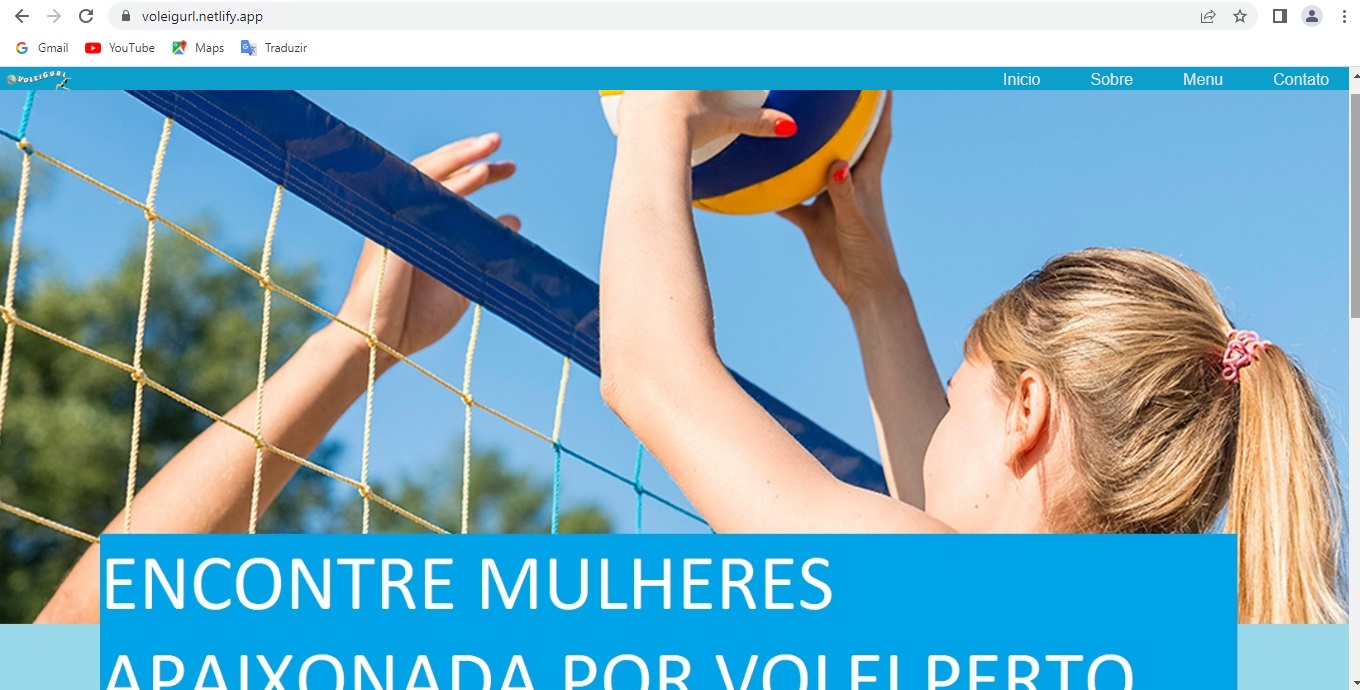 voleigurl.netlify.app
Gmail YouTube Maps Traduzir
VOLEIGURL Inicio Sobre Menu Contato
ENCONTRE MULHERES
APAIXONADA POR VOLEI PERTO